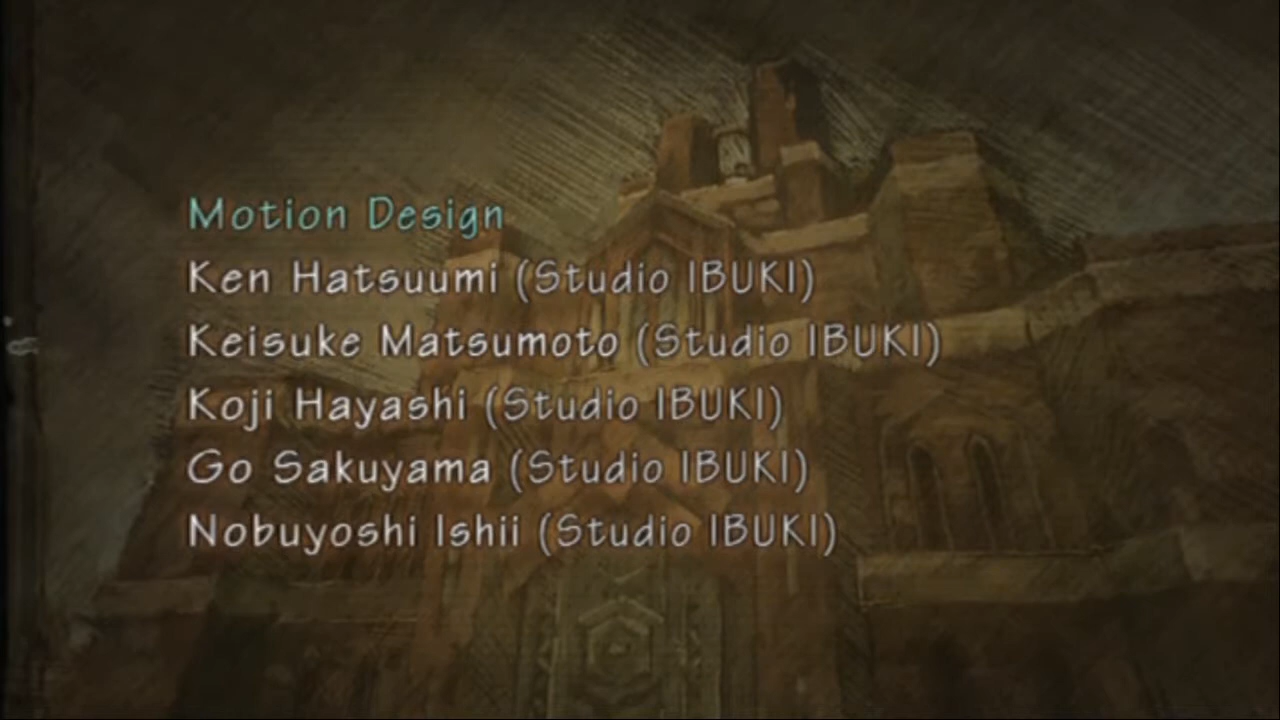 Motion Design
Ken Hatsuumi (Studio IBUKI)
Keisuke Matsumoto (Studio IBUKI)
Koji Hayashi (Studio IBUKI)
Go Sakuyama (Studio IBUKI)
Nobuyoshi Ishii (Studio IBUKI)